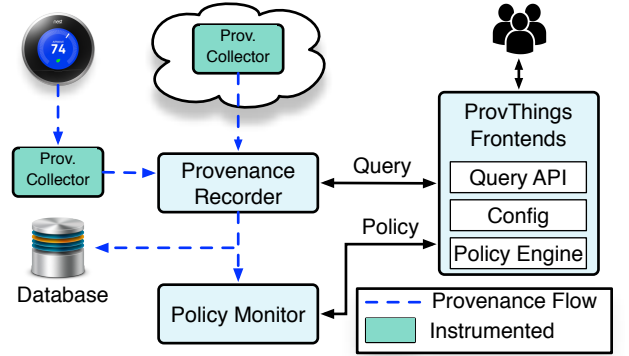 nest
74
Prov.
Collector
Prov.
Collector
Provenance
Recorder
Database
Policy Monitor
Query
Policy
ProvThings
Frontends
Query API
Config
Policy Engine
Provenance Flow
Instrumented